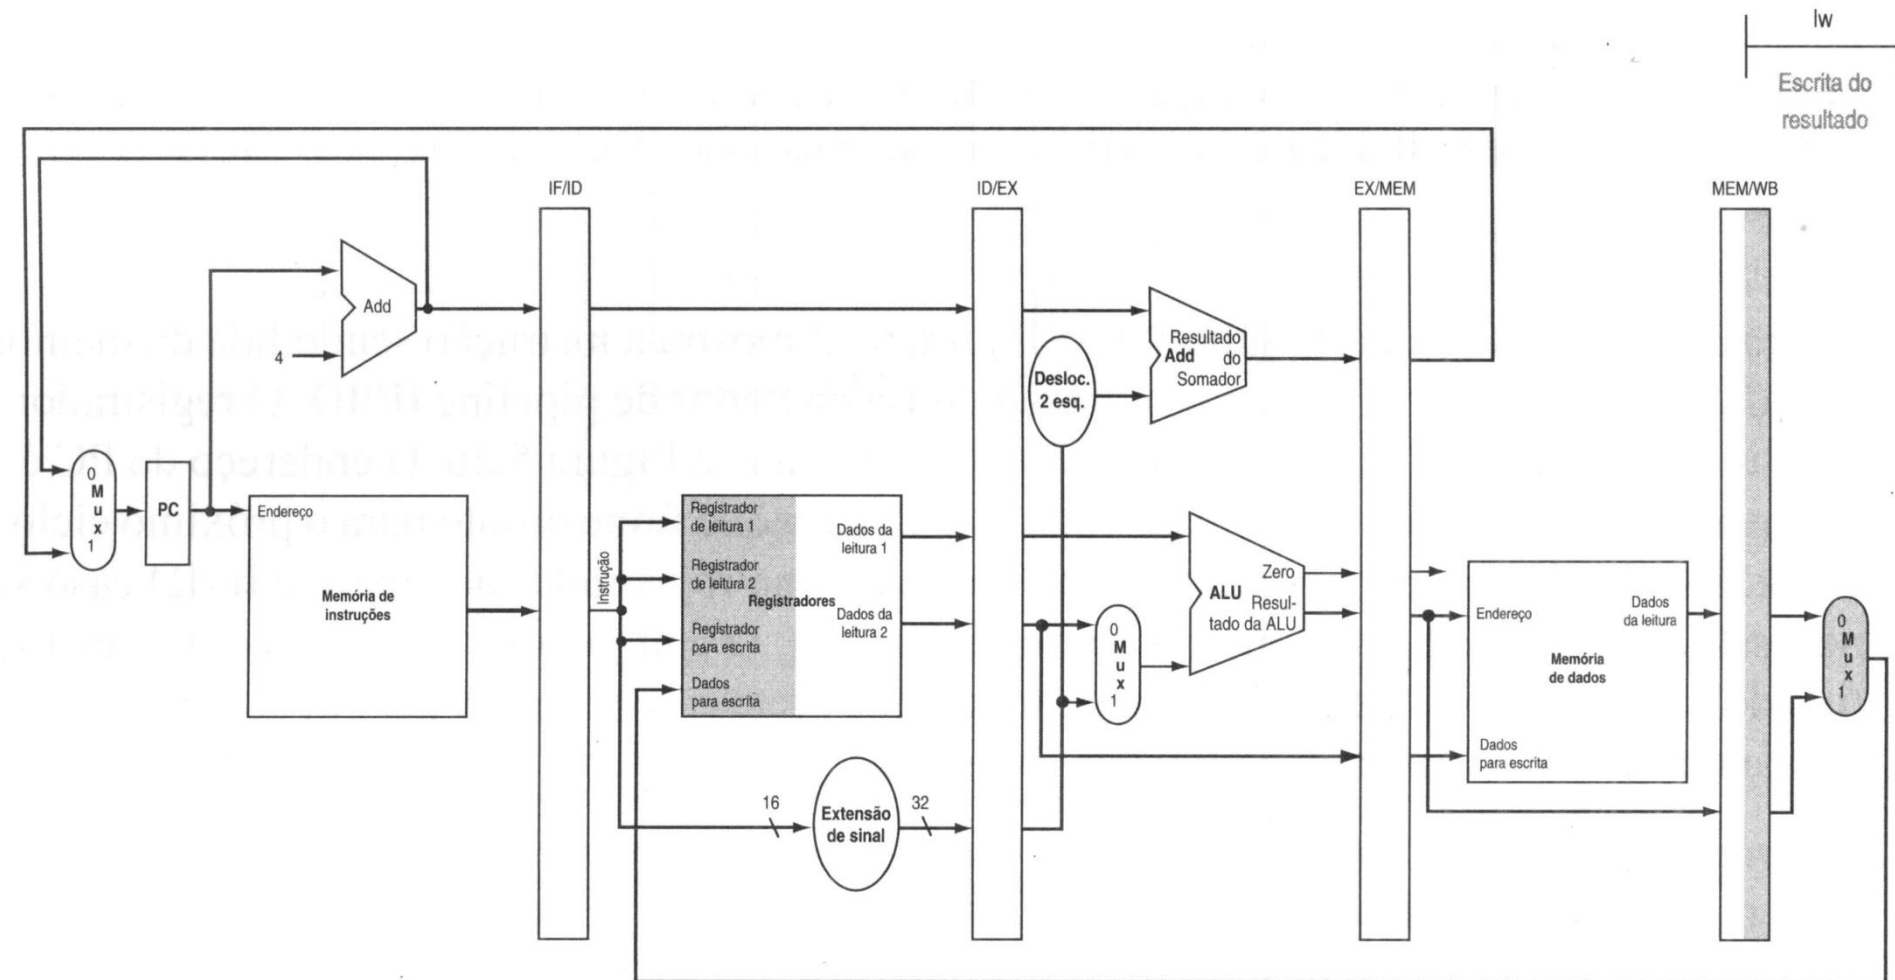 lw
Escrita do
resultado
IF/ID
ID/EX
EX/MEM
MEM/WB
Add
4
Resultado
Add do
Somador
Desloc.
2 esq.
0
M
u
x
1
PC
Endereço
Memória de
instruções
Instrução
Registrador
de leitura 1
Registrador
de leitura 2
Registradores
Registrador
para escrita
Dados
para escrita
Dados da
leitura 1
Dados da
leitura 2
16
Extensão
de sinal
32
0
M
u
x
1
ALU
Zero
Resul-
tado da ALU
Endereço
Dados
da leitura
Memória
de dados
Dados
para escrita
0
M
u
x
1